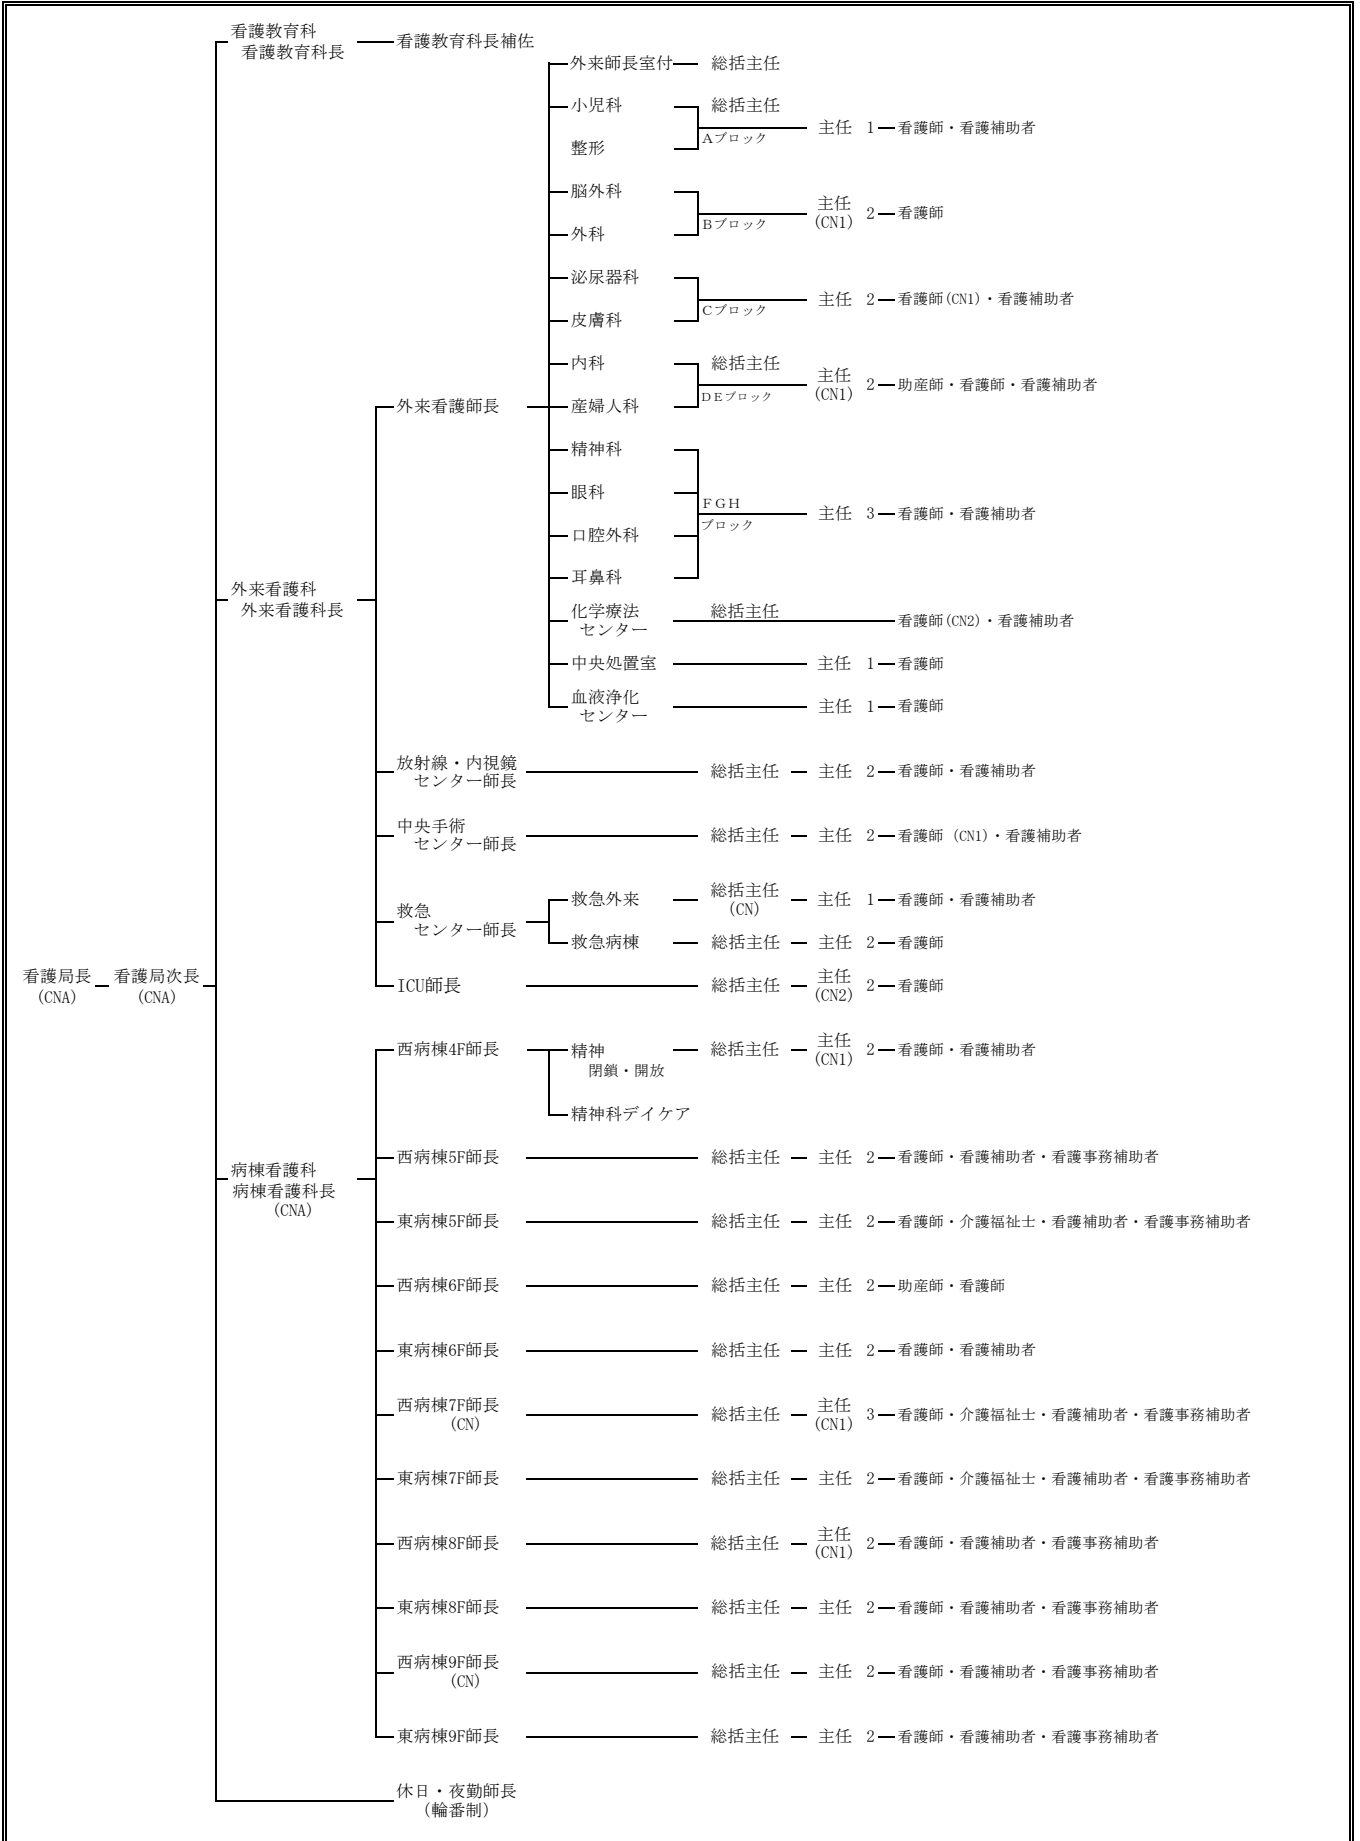 看護教育科
看護教育科長
看護教育科長補佐
外来師長室付
総括主任
小児科
総括主任
整形
Aブロック
主任 1
看護師・看護補助者
脳外科
外科
Bブロック
主任
(CN1)
2
看護師
泌尿器科
皮膚科
Cブロック
主任 2
看護師(CN1)・看護補助者
内科
総括主任
産婦人科
DEブロック
主任
(CN1)
2
助産師・看護師・看護補助者
外来看護師長
精神科
眼科
口腔外科
耳鼻科
FGH
ブロック
主任 3
看護師・看護補助者
外来看護科
外来看護科長
化学療法
センター
総括主任
看護師(CN2)・看護補助者
中央処置室
主任 1
看護師
血液浄化
センター
主任 1
看護師
放射線・内視鏡
センター師長
総括主任
主任 2
看護師・看護補助者
中央手術
センター師長
総括主任
主任 2
看護師 (CN1)・看護補助者
救急
センター師長
救急外来
総括主任
(CN)
主任 1
看護師・看護補助者
救急病棟
総括主任
主任 2
看護師
看護局長
(CNA)
看護局次長
(CNA)
ICU師長
総括主任
主任
(CN2)
2
看護師
西病棟4F師長
精神
閉鎖・開放
総括主任
主任
(CN1)
2
看護師・看護補助者
精神科デイケア
病棟看護科
病棟看護科長
(CNA)
西病棟5F師長
総括主任
主任 2
看護師・看護補助者・看護事務補助者
東病棟5F師長
総括主任
主任 2
看護師・介護福祉士・看護補助者・看護事務補助者
西病棟6F師長
総括主任
主任 2
助産師・看護師
東病棟6F師長
総括主任
主任 2
看護師・看護補助者
西病棟7F師長
(CN)
総括主任
主任
(CN1)
3
看護師・介護福祉士・看護補助者・看護事務補助者
東病棟7F師長
総括主任
主任 2
看護師・介護福祉士・看護補助者・看護事務補助者
西病棟8F師長
総括主任
主任
(CN1)
2
看護師・看護補助者・看護事務補助者
東病棟8F師長
総括主任
主任 2
看護師・看護補助者・看護事務補助者
西病棟9F師長
(CN)
総括主任
主任 2
看護師・看護補助者・看護事務補助者
東病棟9F師長
総括主任
主任 2
看護師・看護補助者・看護事務補助者
休日・夜勤師長
(輪番制)